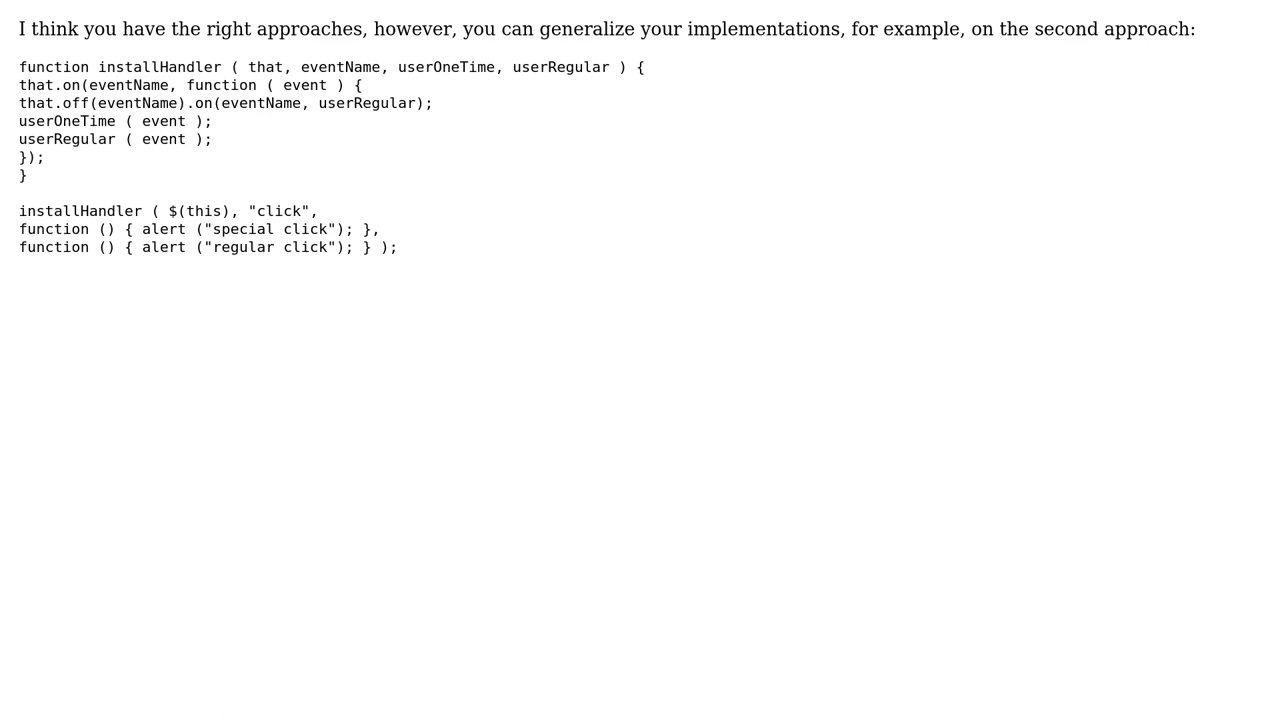 I think you have the right approaches, however, you can generalize your implementations, for example, on the second approach:
function installHandler ( that, eventName, userOneTime, userRegular ) {
that.on(eventName, function ( event ) {
that.off(eventName).on(eventName, userRegular);
userOneTime ( event );
userRegular ( event );
});
}
installHandler ( $(this), "click",
function () { alert ("special click"); },
function () { alert ("regular click"); } );